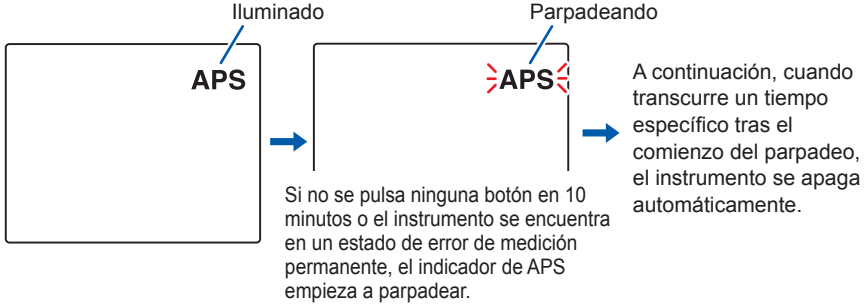 Iluminado
APS
Parpadeando
APS
Si no se pulsa ninguna botón en 10
minutos o el instrumento se encuentra
en un estado de error de medición
permanente, el indicador de APS
empieza a parpadear.
A continuación, cuando
transcurre un tiempo
específico tras el
comienzo del parpadeo,
el instrumento se apaga
automáticamente.